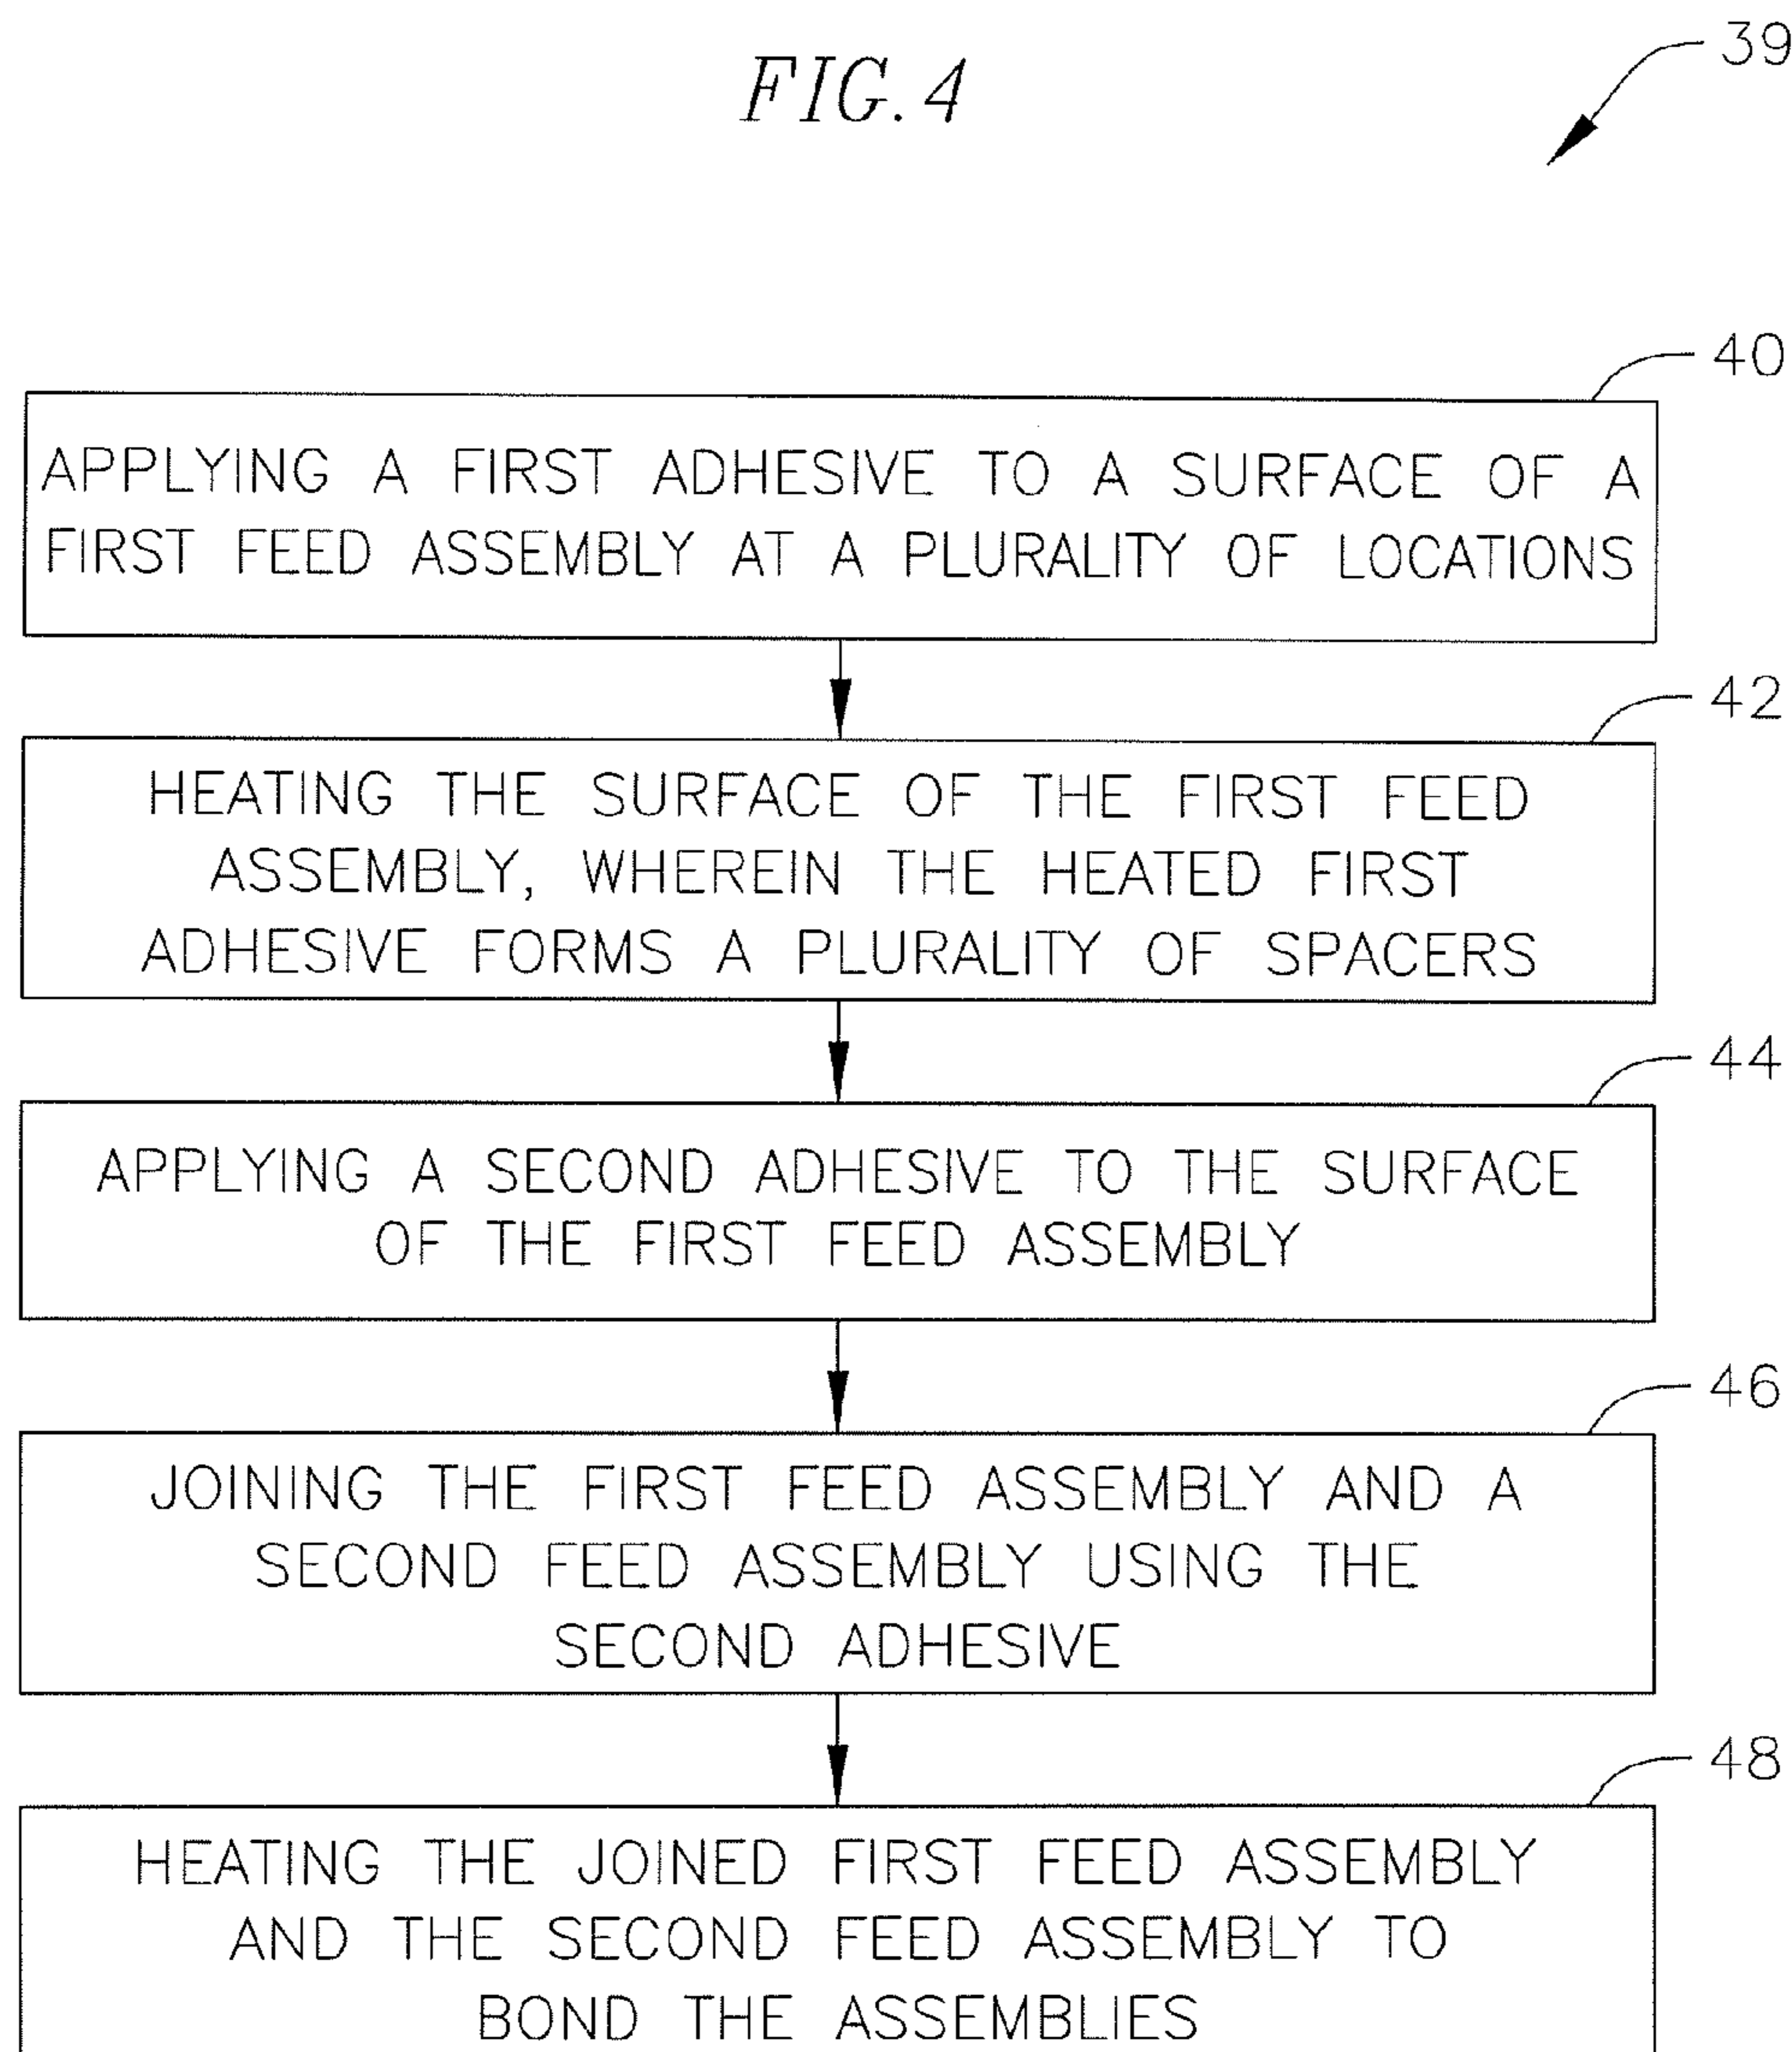 FIG. 4
39
40
APPLYING A FIRST ADHESIVE TO A SURFACE OF A
FIRST FEED ASSEMBLY AT A PLURALITY OF LOCATIONS
42
HEATING THE SURFACE OF THE FIRST FEED
ASSEMBLY, WHEREIN THE HEATED FIRST
ADHESIVE FORMS A PLURALITY OF SPACERS
44
APPLYING A SECOND ADHESIVE TO THE SURFACE
OF THE FIRST FEED ASSEMBLY
46
JOINING THE FIRST FEED ASSEMBLY AND A
SECOND FEED ASSEMBLY USING THE
SECOND ADHESIVE
48
HEATING THE JOINED FIRST FEED ASSEMBLY
AND THE SECOND FEED ASSEMBLY TO
BOND THE ASSEMBLIES